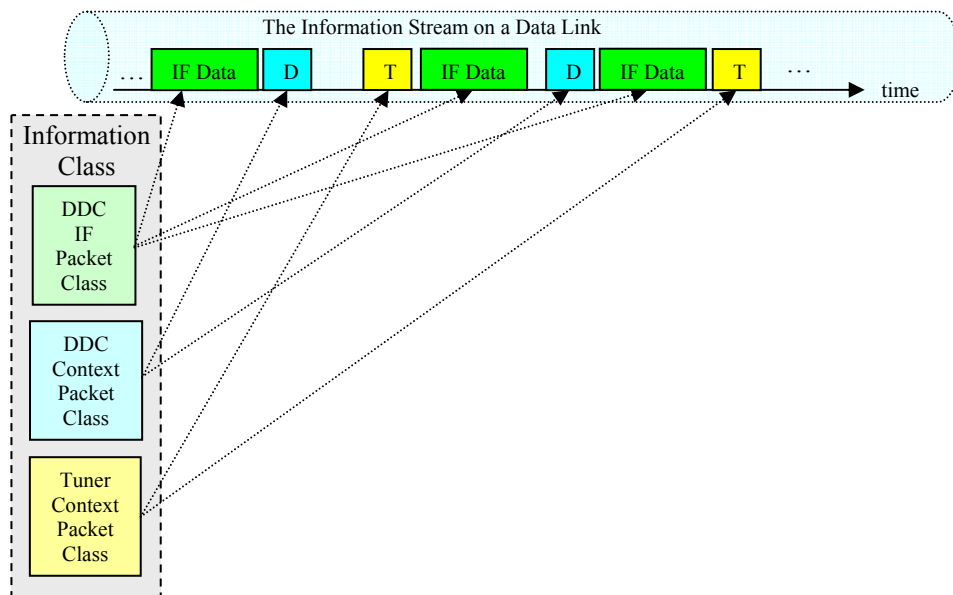 The Information Stream on a Data Link
… IF Data D T IF Data D IF Data T …
time
Information
Class
DDC
IF
Packet
Class
DDC
Context
Packet
Class
Tuner
Context
Packet
Class